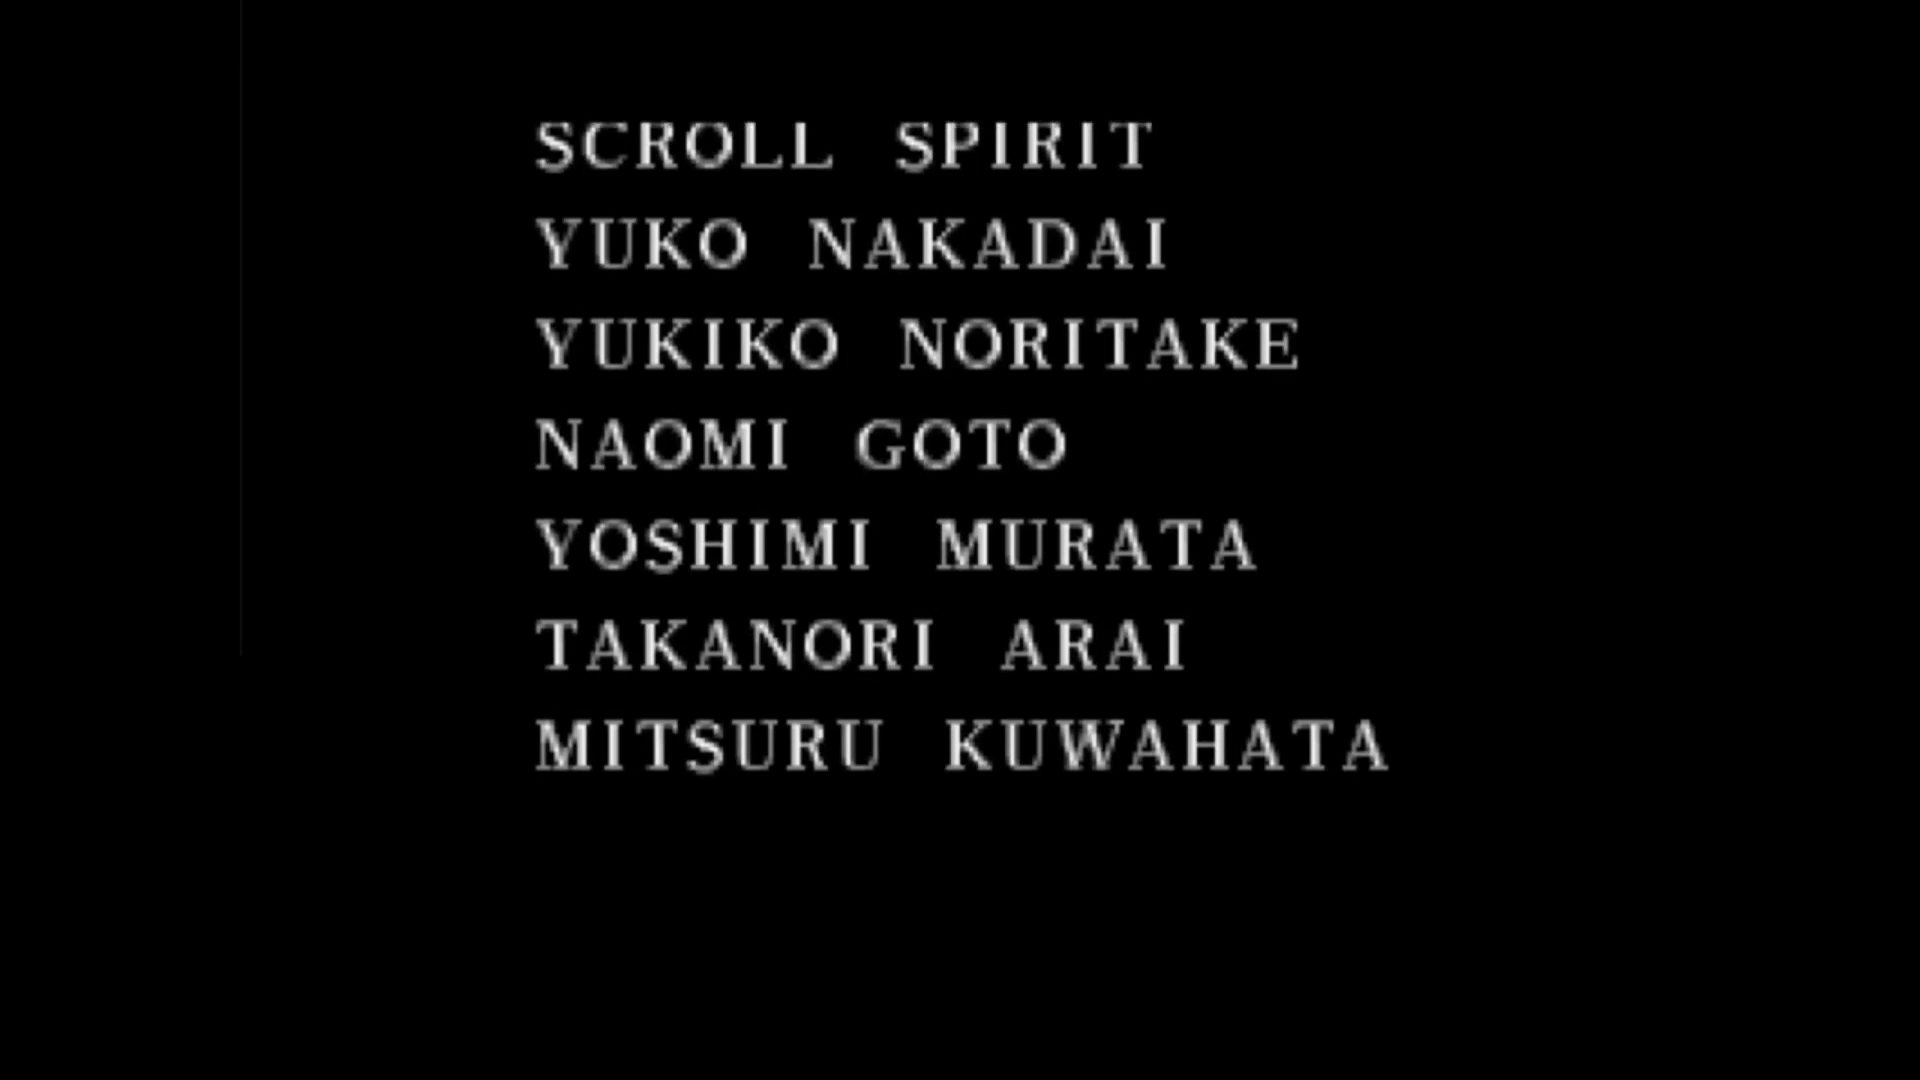 SCROLL SPIRIT
YUKO NAKADAI
YUKIKO NORITAKE
NAOMI GOTO
YOSHIMI MURATA
TAKANORI ARAI
MITSURU KUWAHATA